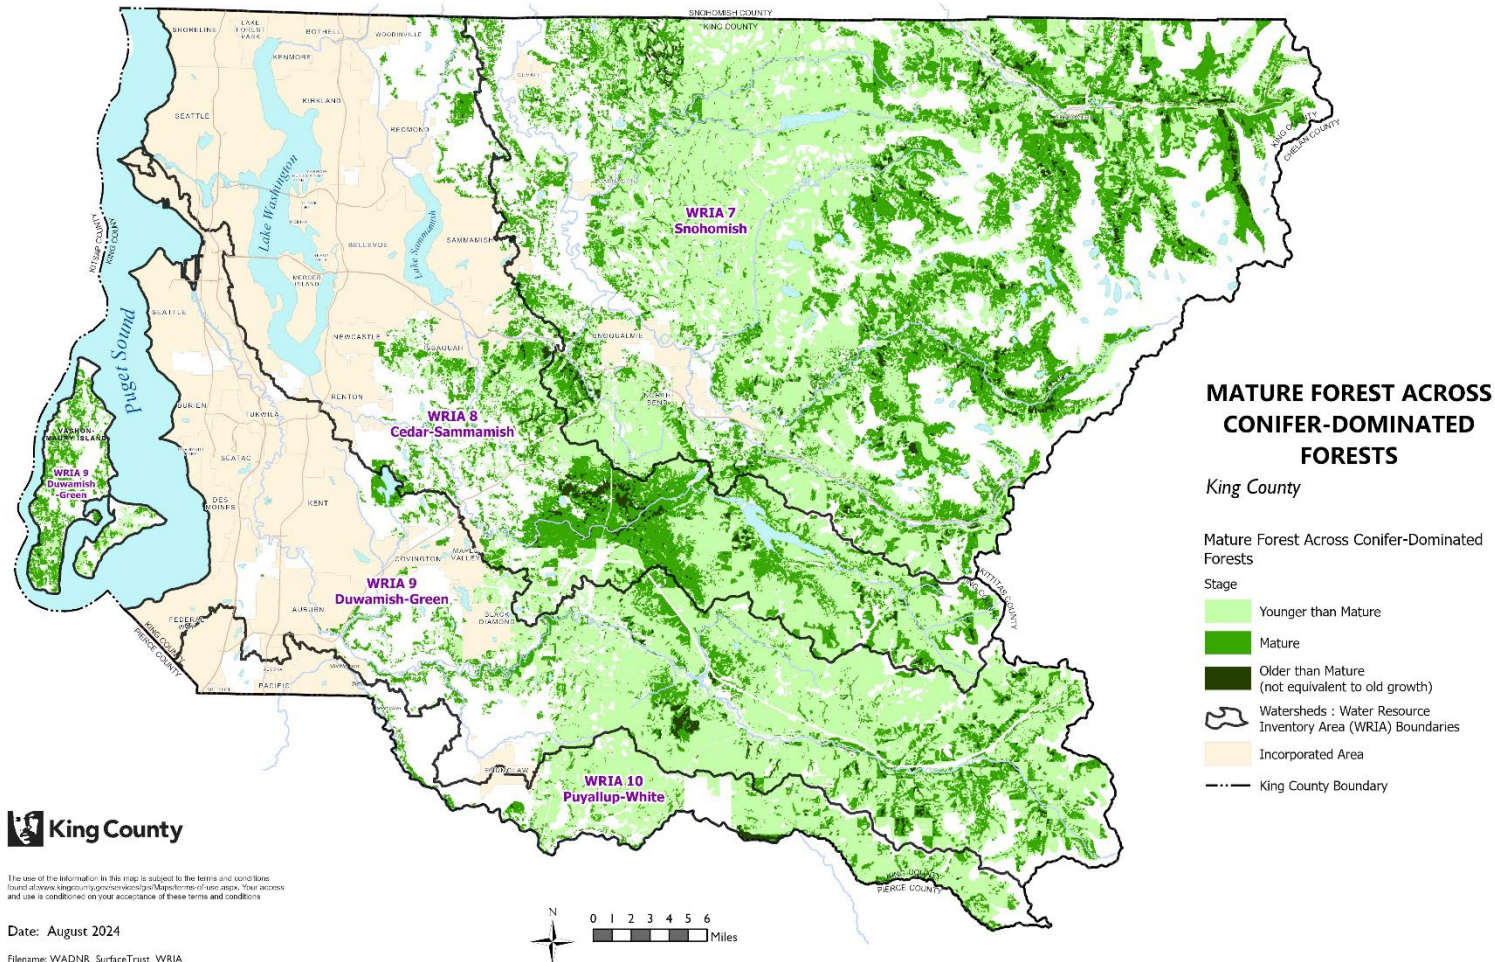 SNOHOMISH COUNTY
KING COUNTY
SHORELINE
LAKE
FOREST
PARK
BOTHELL
WOODINVILLE
KENMORE
KIRKLAND
SEATTLE
REDMOND
KING COUNTY
CHELAN COUNTY
Lake Washington
Lake Sammamish
WRIA 7
Snohomish
KITSAP COUNTY
KING COUNTY
BELLEVUE
SAMMAMISH
MERCER
ISLAND
Puget Sound
SEATTLE
NEWCASTLE
ISSAQUAH
SNOQUALMIE
NORTH
BEND
RENTON
BURIEN
TUKWILA
WRIA 8
Cedar-Sammamish
VASHON-
MAURY ISLAND
SEATAC
WRIA 9
Duwamish
-Green
DES
MOINES
KENT
COVINGTON
MAPLE
VALLEY
WRIA 9
Duwamish-Green
KITTITAS COUNTY
KING COUNTY
AUBURN
BLACK
DIAMOND
FEDERAL
KING COUNTY
PIERCE COUNTY
PACIFIC
ENUMCLAW
WRIA 10
Puyallup-White
KING COUNTY
PIERCE COUNTY
MATURE FOREST ACROSS
CONIFER-DOMINATED
FORESTS
King County
Mature Forest Across Conifer-Dominated
Forests
Stage
Younger than Mature
Mature
Older than Mature
(not equivalent to old growth)
Watersheds : Water Resource
Inventory Area (WRIA) Boundaries
Incorporated Area
King County Boundary
King County
The use of the information in this map is subject to the terms and conditions
found at:www.kingcounty.gov/services/gis/Maps/terms-of-use.aspx. Your access
and use is conditioned on your acceptance of these terms and conditions
Date: August 2024
Filename: WADNR_SurfaceTrust_WRIA
N
0 1 2 3 4 5 6
Miles